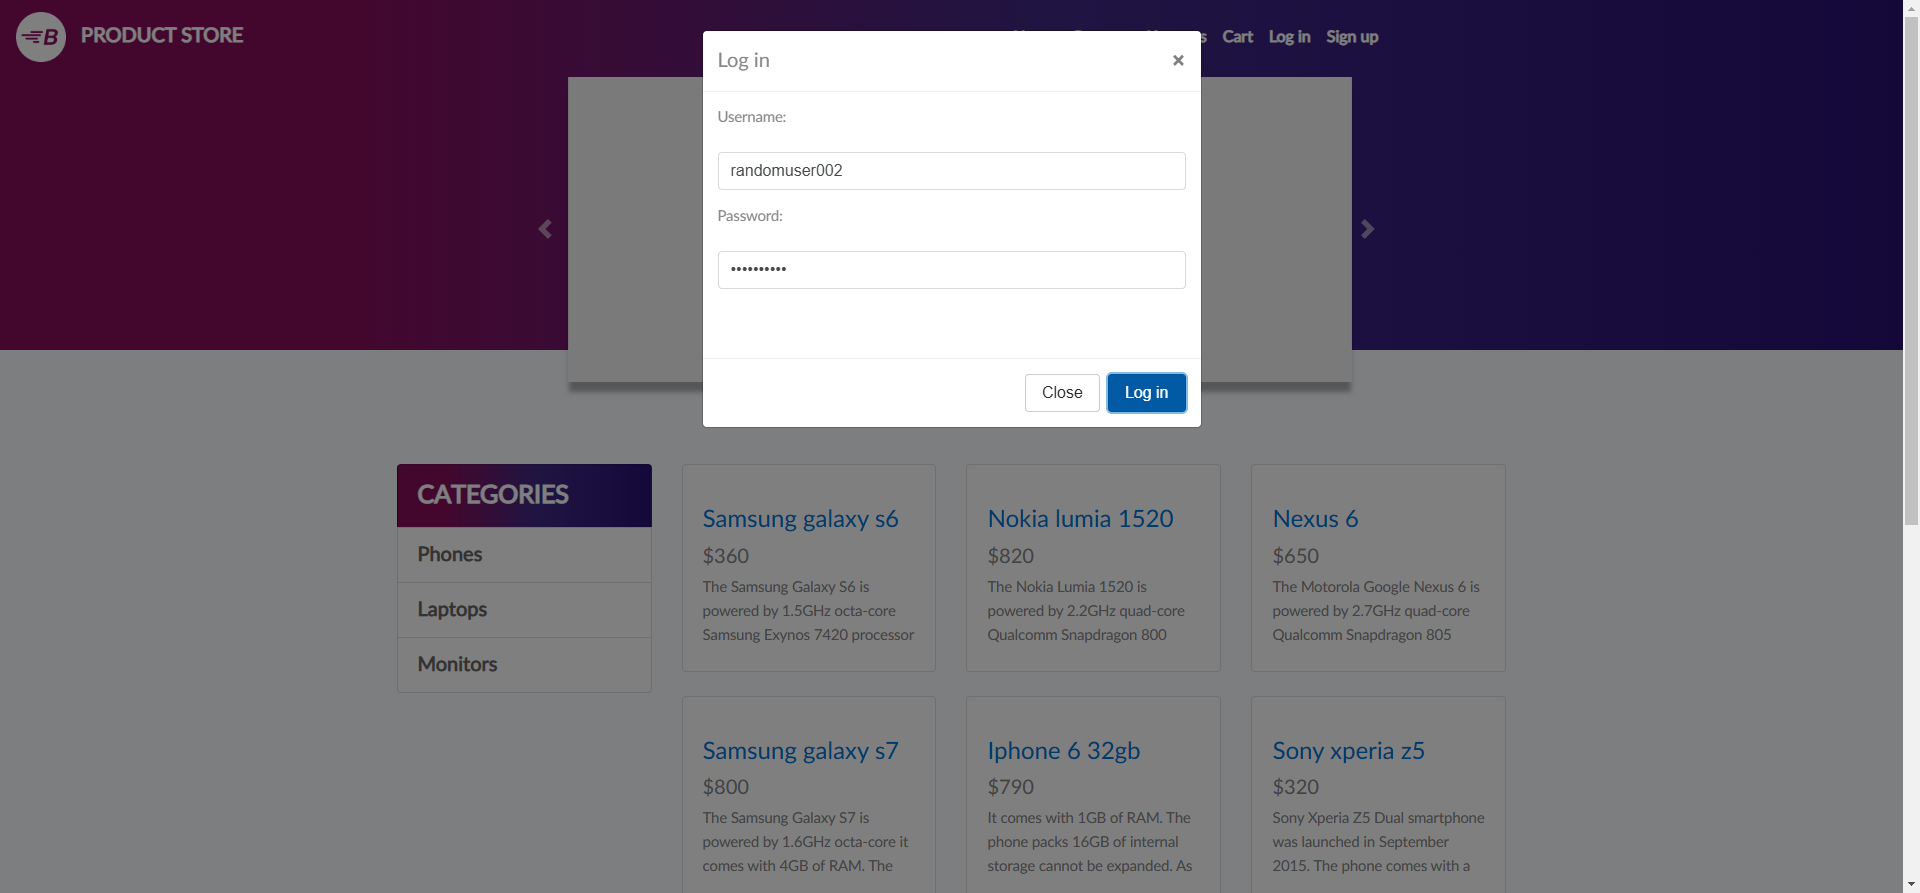 B PRODUCT STORE
Cart Log in Sign up
Log in
×
Username:
randomuser002
Password:
••••••••••
Close Log in
CATEGORIES
Phones
Laptops
Monitors
Samsung galaxy s6
$360
The Samsung Galaxy S6 is
powered by 1.5GHz octa-core
Samsung Exynos 7420 processor
Nokia lumia 1520
$820
The Nokia Lumia 1520 is
powered by 2.2GHz quad-core
Qualcomm Snapdragon 800
Nexus 6
$650
The Motorola Google Nexus 6 is
powered by 2.7GHz quad-core
Qualcomm Snapdragon 805
Samsung galaxy s7
$800
The Samsung Galaxy S7 is
powered by 1.6GHz octa-core it
comes with 4GB of RAM. The
Iphone 6 32gb
$790
It comes with 1GB of RAM. The
phone packs 16GB of internal
storage cannot be expanded. As
Sony xperia z5
$320
Sony Xperia Z5 Dual smartphone
was launched in September
2015. The phone comes with a